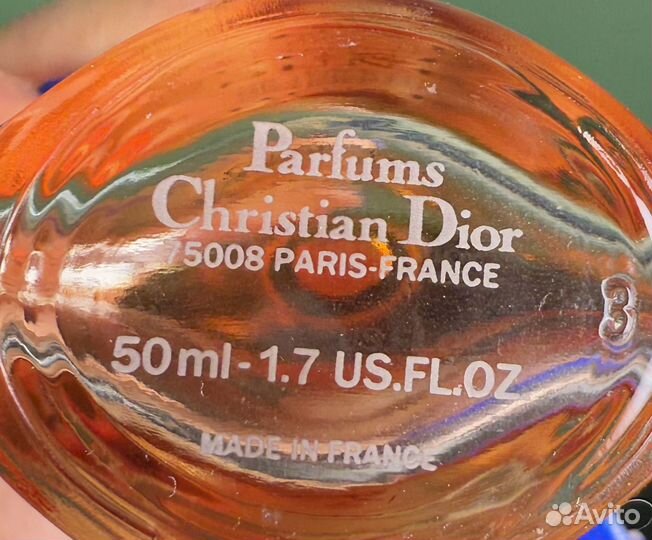 Parfums
Christian Dior
75008 PARIS-FRANCE
3
50ml-1.7 US.FL.OZ
MADE IN FRANCE
Avito